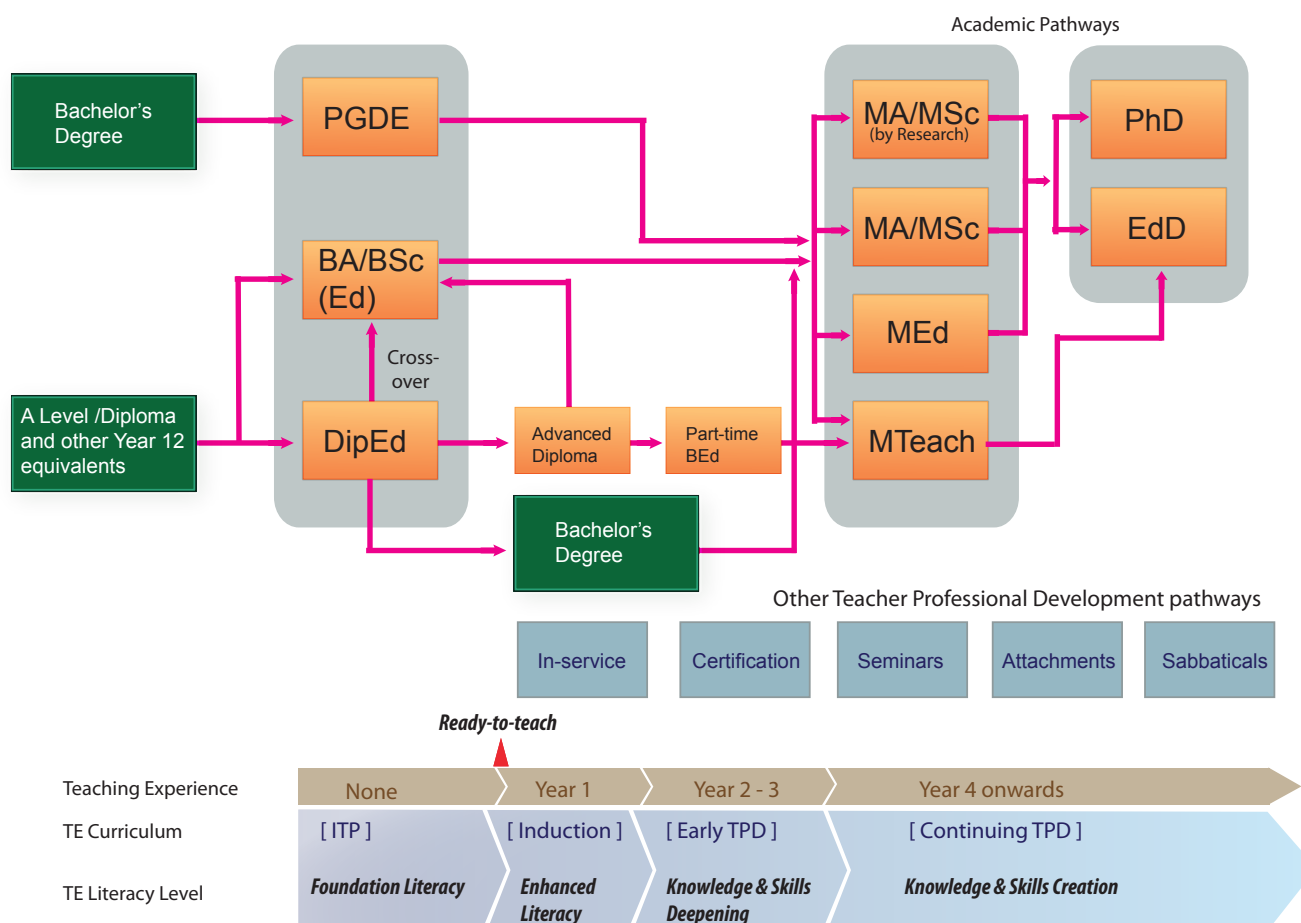 Academic Pathways
Bachelor's
Degree
PGDE
MA/MSc
(by Research)
PhD
BA/BSc
(Ed)
MA/MSc
EdD
Cross-
over
MEd
A Level /Diploma
and other Year 12
equivalents
DipEd
Advanced
Diploma
Part-time
BEd
MTeach
Bachelor's
Degree
Other Teacher Professional Development pathways
In-service
Certification
Seminars
Attachments
Sabbaticals
Ready-to-teach
Teaching Experience
None
Year 1
Year 2 - 3
Year 4 onwards
TE Curriculum
[ ITP ]
[ Induction ]
[ Early TPD ]
[ Continuing TPD ]
TE Literacy Level
Foundation Literacy
Enhanced
Literacy
Knowledge & Skills
Deepening
Knowledge & Skills Creation